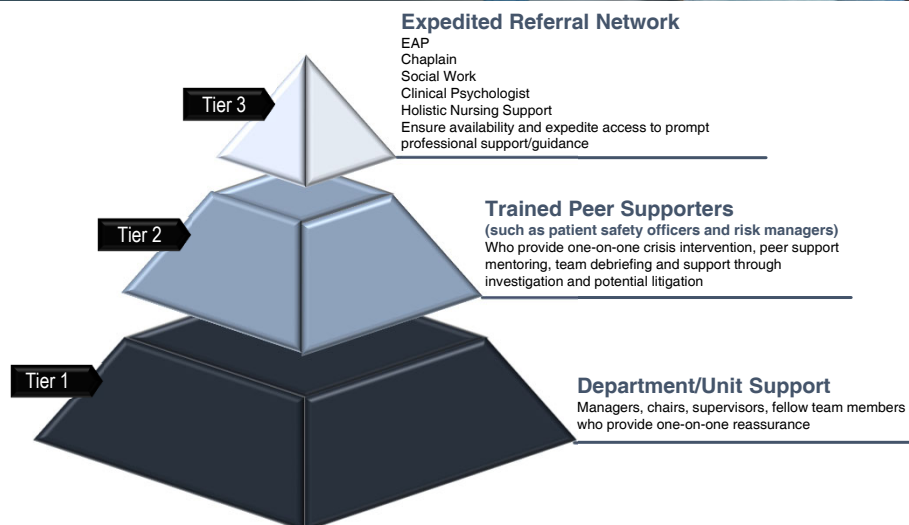 Expedited Referral Network
EAP
Chaplain
Social Work
Clinical Psychologist
Holistic Nursing Support
Ensure availability and expedite access to prompt
professional support/guidance
Tier 3
Trained Peer Supporters
(such as patient safety officers and risk managers)
Who provide one-on-one crisis intervention, peer support
mentoring, team debriefing and support through
investigation and potential litigation
Tier 2
Department/Unit Support
Managers, chairs, supervisors, fellow team members
who provide one-on-one reassurance
Tier 1